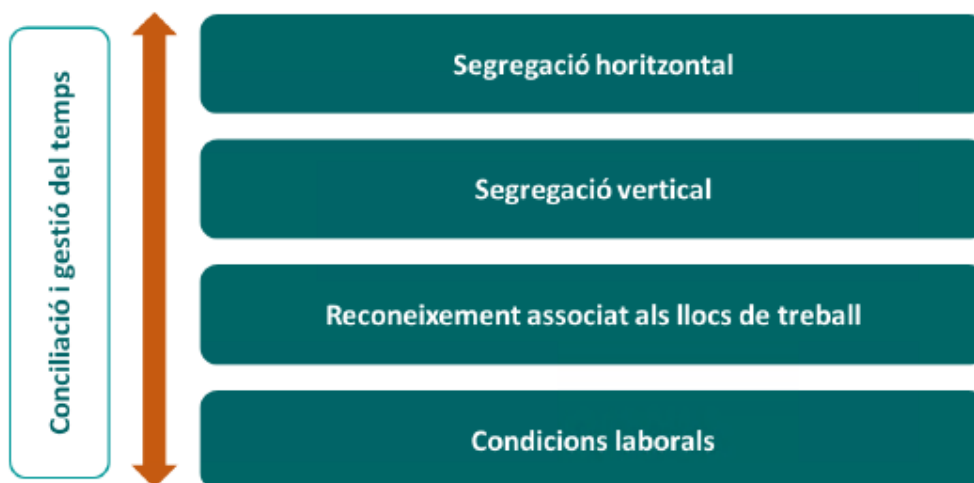 Conciliació i gestió del temps
Segregació horitzontal
Segregació vertical
Reconeixement associat als llocs de treball
Condicions laborals